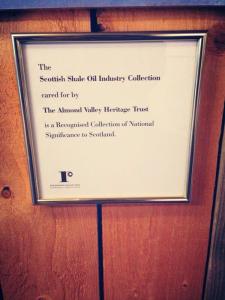 The
Scottish Shale Oil Industry Collection
cared for by
The Almond Valley Heritage Trust
is a Recognised Collection of National
Significance to Scotland.